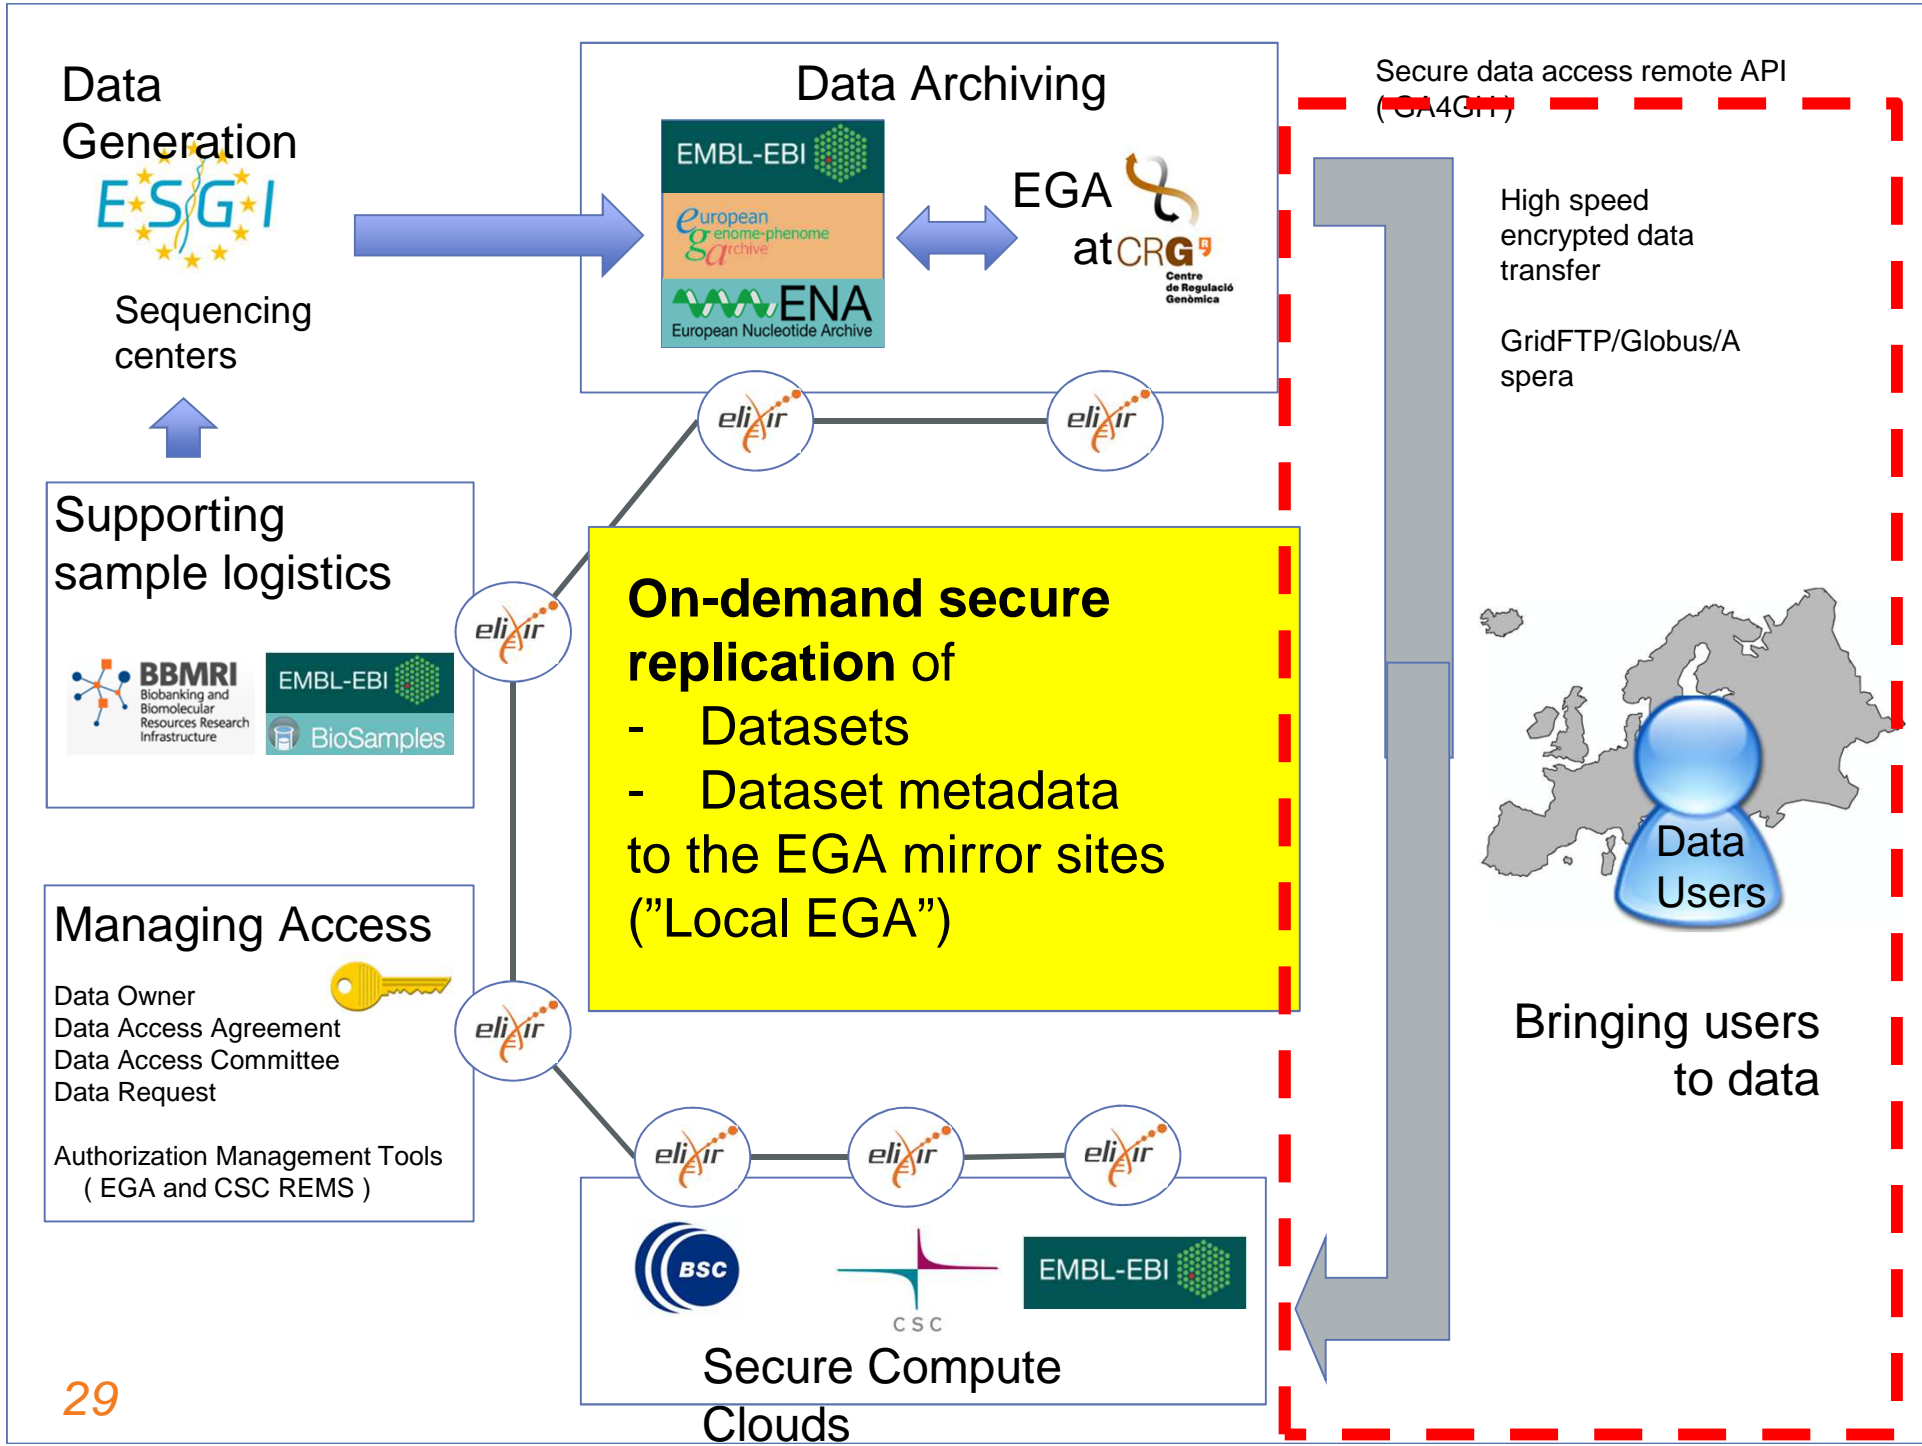 Data
Generation
ESGI
Sequencing
centers
Data Archiving
EMBL-EBI
european
genome-phenome
archive
ENA
European Nucleotide Archive
EGA
at CRG
Centre
de Regulació
Genòmica
Secure data access remote API
( GA4GH )
High speed
encrypted data
transfer
GridFTP/Globus/A
spera
elixir
elixir
Supporting
sample logistics
BBMRI
Biobanking and
Biomolecular
Resources Research
Infrastructure
EMBL-EBI
BioSamples
elixir
On-demand secure
replication of
- Datasets
- Dataset metadata
to the EGA mirror sites
(”Local EGA”)
Data
Users
Bringing users
to data
Managing Access
Data Owner
Data Access Agreement
Data Access Committee
Data Request
Authorization Management Tools
( EGA and CSC REMS )
elixir
elixir
elixir
elixir
BSC
CSC
EMBL-EBI
Secure Compute
Clouds
29